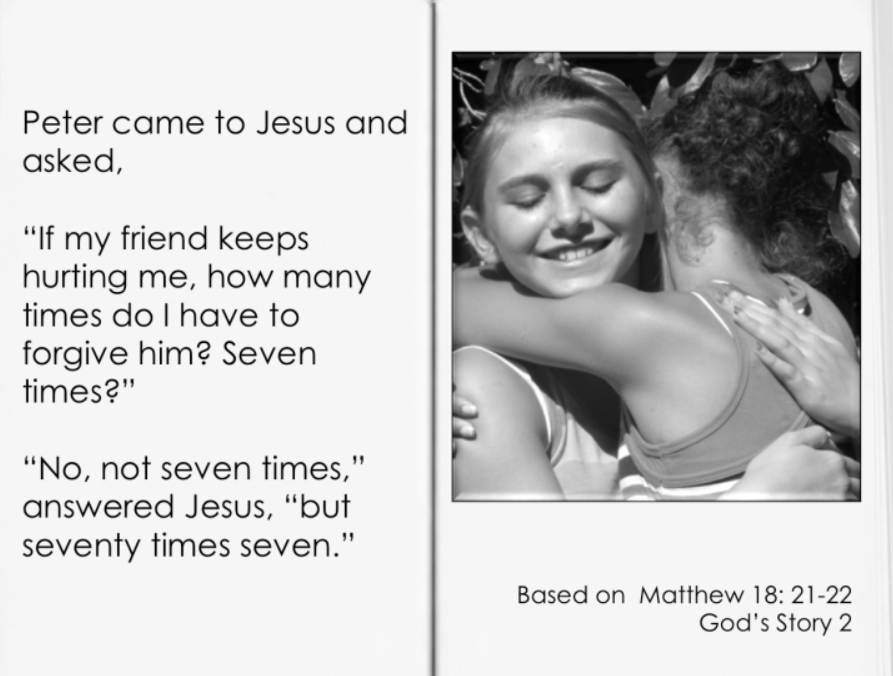 Peter came to Jesus and
asked,
“If my friend keeps
hurting me, how many
times do I have to
forgive him? Seven
times?”
“No, not seven times,”
answered Jesus, “but
seventy times seven.”
Based on  Matthew 18: 21-22
God’s Story 2